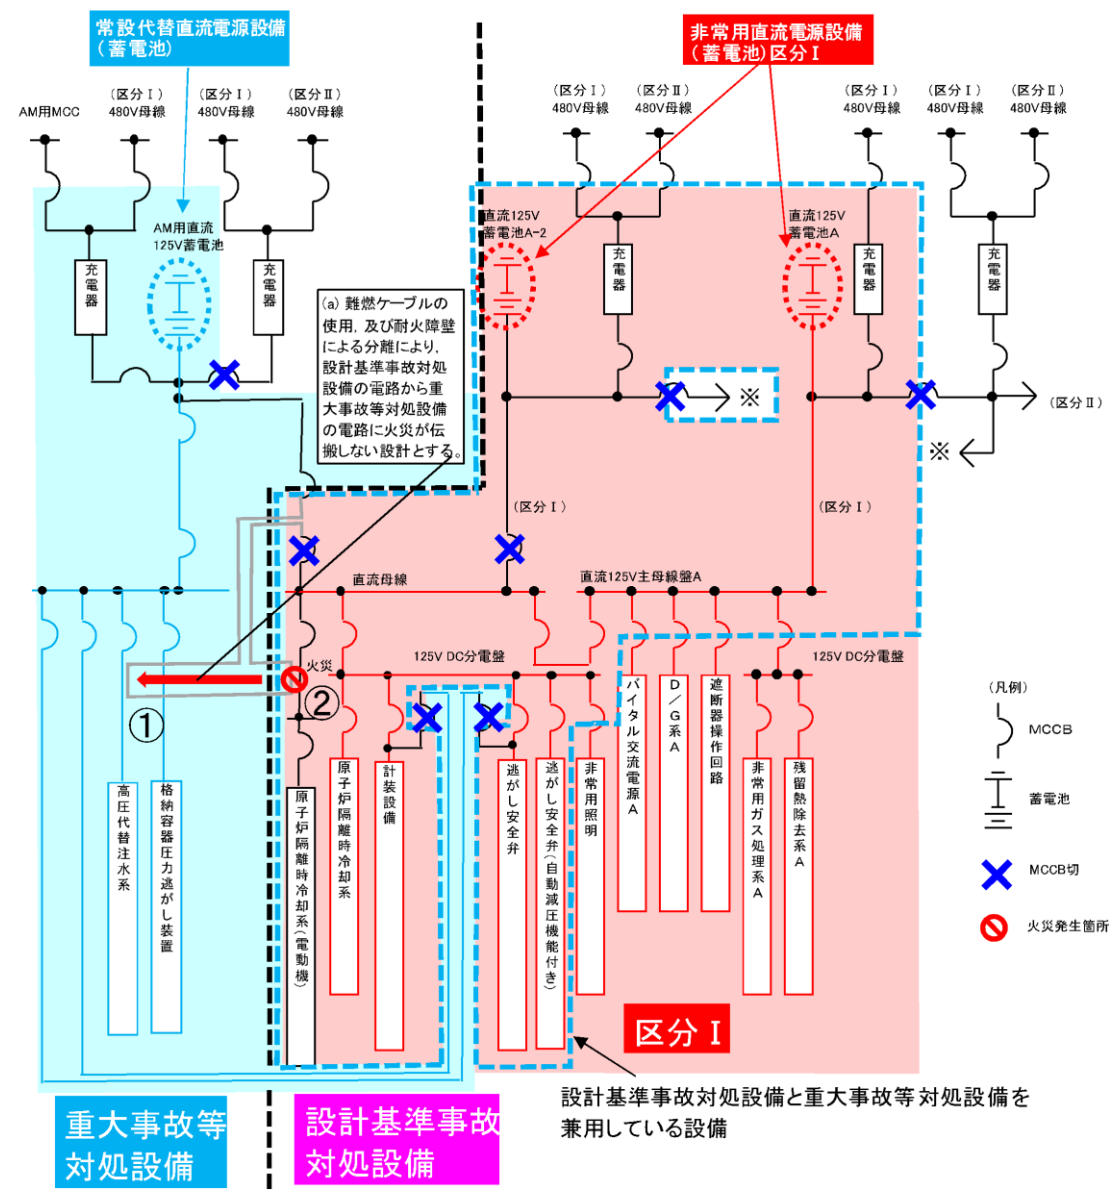 常設代替直流電源設備
(蓄電池)
非常用直流電源設備
(蓄電池)区分Ⅰ
AM用MCC
(区分Ⅰ)
480V母線
(区分Ⅰ)
480V母線
(区分Ⅱ)
480V母線
(区分Ⅰ)
480V母線
(区分Ⅱ)
480V母線
(区分Ⅰ)
480V母線
(区分Ⅰ)
480V母線
(区分Ⅱ)
480V母線
AM用直流
125V蓄電池
直流125V
蓄電池A-2
直流125V
蓄電池A
充電器
充電器
充電器
充電器
充電器
(a) 難燃ケーブルの
使用，及び耐火障壁
による分離により，
設計基準事故対処
設備の電路から重
大事故等対処設備
の電路に火災が伝
搬しない設計とする。
※
(区分Ⅱ)
※
(区分Ⅰ)
(区分Ⅰ)
直流母線
直流125V主母線盤A
火災
125V DC分電盤
125V DC分電盤
①
②
高圧代替注水系
格納容器圧力逃がし装置
原子炉隔離時冷却系(電動機)
原子炉隔離時冷却系
計装設備
逃がし安全弁
逃がし安全弁(自動減圧機能付き)
非常用照明
バイタル交流電源A
D／G系A
遮断器操作回路
非常用ガス処理系A
残留熱除去系A
(凡例)
MCCB
蓄電池
MCCB切
火災発生箇所
区分Ⅰ
設計基準事故対処設備と重大事故等対処設備を
兼用している設備
重大事故等
対処設備
設計基準事故
対処設備